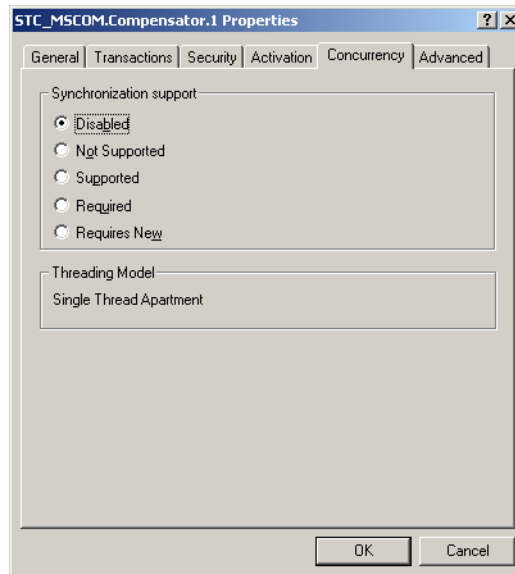 STC_MSCOM.Compensator.1 Properties
General Transactions Security Activation Concurrency Advanced
Synchronization support
Disabled
Not Supported
Supported
Required
Requires New
Threading Model
Single Thread Apartment
OK Cancel